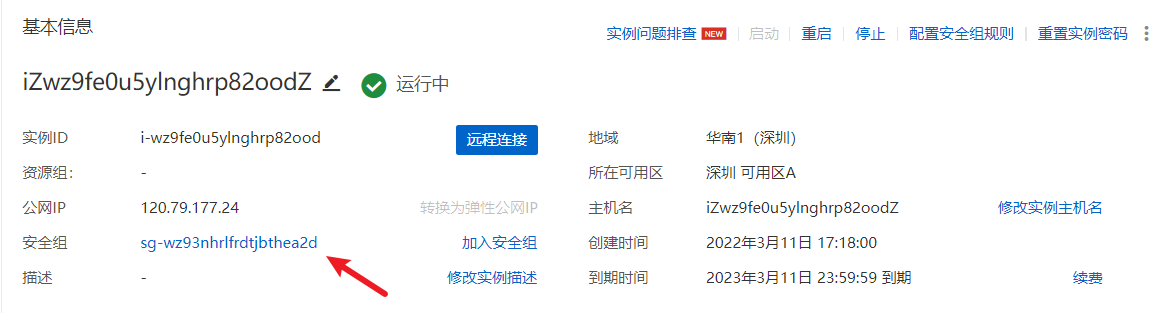 基本信息
实例问题排查 NEW 启动 重启 停止 配置安全组规则 重置实例密码
iZwz9fe0u5ylnghrp82oodZ 运行中
实例ID i-wz9fe0u5ylnghrp82ood 远程连接 地域 华南1（深圳）
资源组： - 所在可用区 深圳 可用区A
公网IP 120.79.177.24 转换为弹性公网IP 主机名 iZwz9fe0u5ylnghrp82oodZ 修改实例主机名
安全组 sg-wz93nhrlfrdtjbthea2d 加入安全组 创建时间 2022年3月11日 17:18:00
描述 - 修改实例描述 到期时间 2023年3月11日 23:59:59 到期 续费